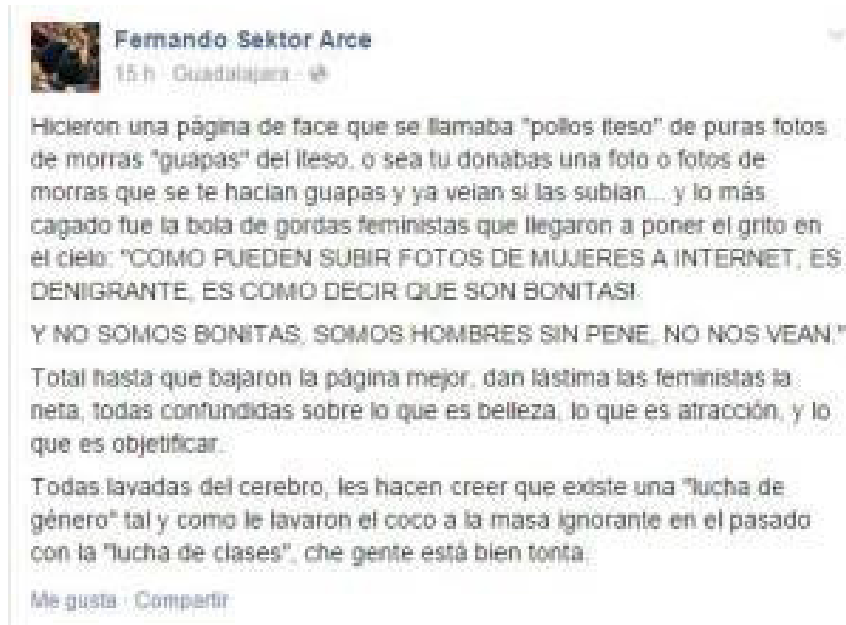 Fernando Sektor Arce
15 h · Guadalajara ·
Hicieron una página de face que se llamaba "pollos iteso" de puras fotos
de morras "guapas" del iteso, o sea tu donabas una foto o fotos de
morras que se te hacian guapas y ya veian si las subian... y lo más
cagado fue la bola de gordas feministas que llegaron a poner el grito en
el cielo: "COMO PUEDEN SUBIR FOTOS DE MUJERES A INTERNET, ES
DENIGRANTE, ES COMO DECIR QUE SON BONITAS!
Y NO SOMOS BONITAS, SOMOS HOMBRES SIN PENE, NO NOS VEAN."
Total hasta que bajaron la página mejor, dan lástima las feministas la
neta, todas confundidas sobre lo que es belleza, lo que es atracción, y lo
que es objetificar.
Todas lavadas del cerebro, les hacen creer que existe una "lucha de
género" tal y como le lavaron el coco a la masa ignorante en el pasado
con la "lucha de clases", che gente está bien tonta.
Me gusta · Compartir